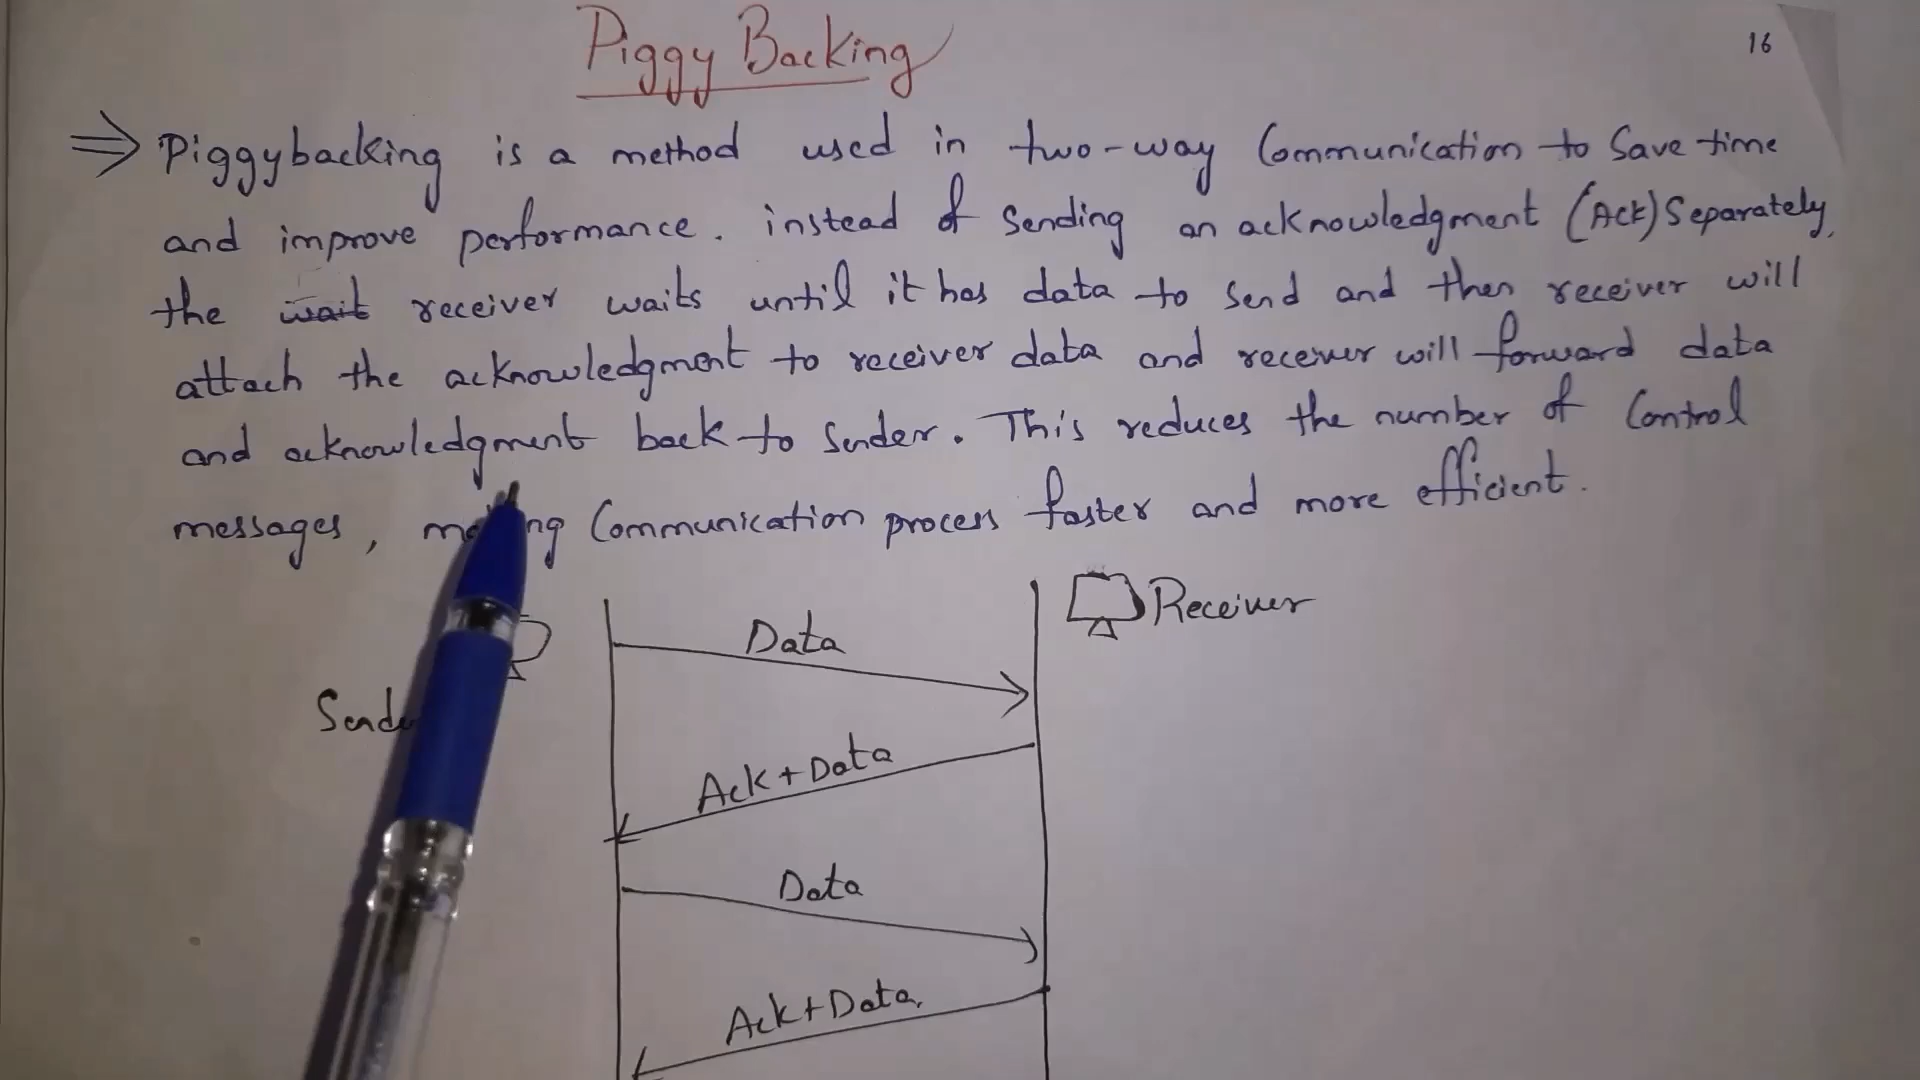 Piggy Backing
16
⇒ Piggybacking is a method used in two-way Communication to Save time
and improve performance. instead of Sending an acknowledgment (Ack) Separately,
the wait receiver waits until it has data to send and then receiver will
attach the acknowledgment to receiver data and receiver will forward data
and acknowledgment back to Sender. This reduces the number of Control
messages, making Communication process faster and more efficient.
Receiver
Data
Sender
Ack + Data
Data
Ack + Data.